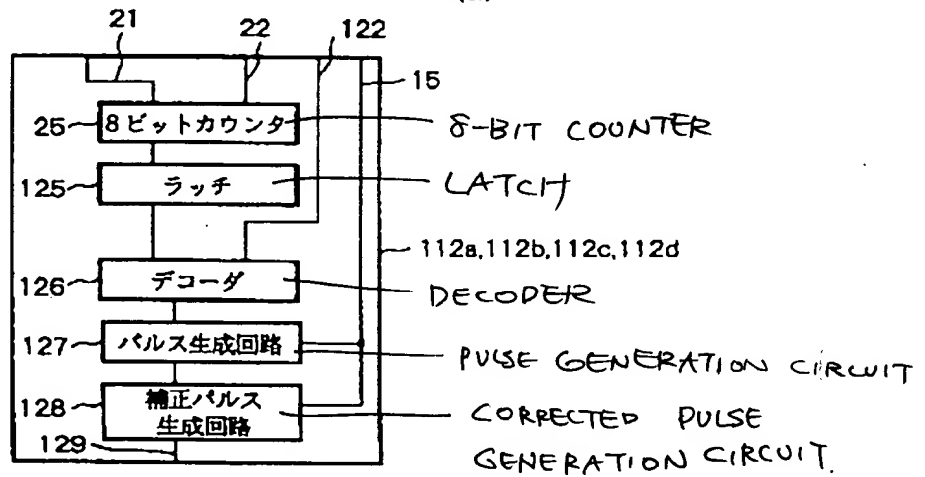 21
22
122
15
25 8ビットカウンタ 8-BIT COUNTER
125 ラッチ LATCH
112a,112b,112c,112d
126 デコーダ DECODER
127 パルス生成回路 PULSE GENERATION CIRCUIT
128 補正パルス
生成回路 CORRECTED PULSE
GENERATION CIRCUIT.
129